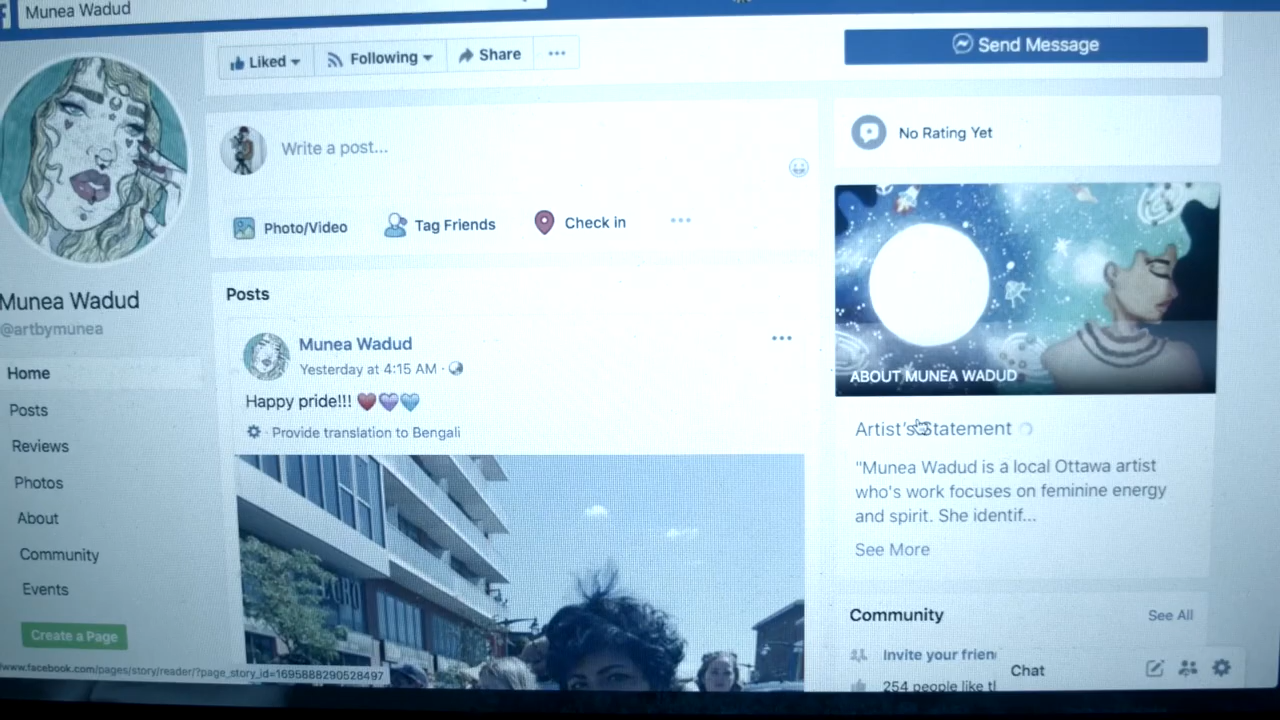 Munea Wadud
Liked
Following
Share
Send Message
Write a post...
No Rating Yet
Photo/Video
Tag Friends
Check in
Munea Wadud
@artbymunea
Posts
Munea Wadud
Yesterday at 4:15 AM
Happy pride!!!
Provide translation to Bengali
ABOUT MUNEA WADUD
Artist's Statement
"Munea Wadud is a local Ottawa artist
who's work focuses on feminine energy
and spirit. She identif...
See More
Home
Posts
Reviews
Photos
About
Community
Events
Create a Page
Community
See All
Invite your frien
254 people like t
Chat
www.facebook.com/pages/story/reader/?page_story_id=1695888290528497